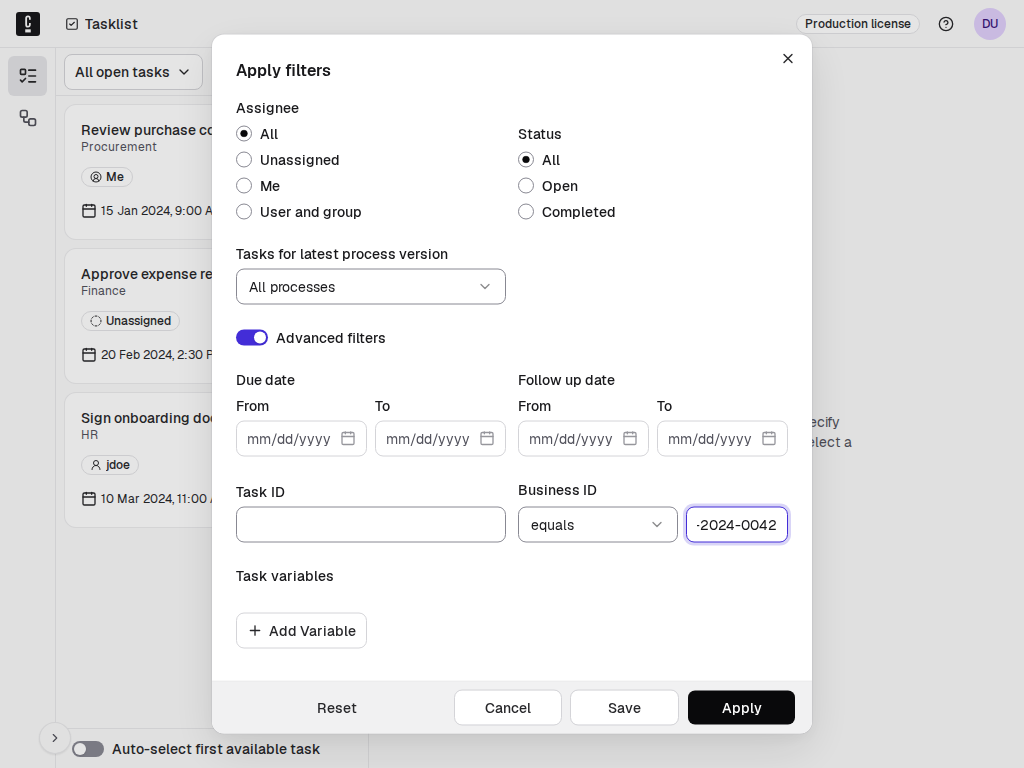 Tasklist
Production license
DU
All open tasks
Review purchase
Procurement
Me
15 Jan 2024, 9:00
Approve expense
Finance
Unassigned
20 Feb 2024, 2:30
Sign onboarding
HR
jdoe
10 Mar 2024, 11:00
Auto-select first available task
Apply filters
Assignee
All
Unassigned
Me
User and group
Status
All
Open
Completed
Tasks for latest process version
All processes
Advanced filters
Due date
From
To
mm/dd/yyyy
mm/dd/yyyy
Follow up date
From
To
mm/dd/yyyy
mm/dd/yyyy
Task ID
Business ID
equals
-2024-0042
Task variables
Add Variable
Reset
Cancel
Save
Apply